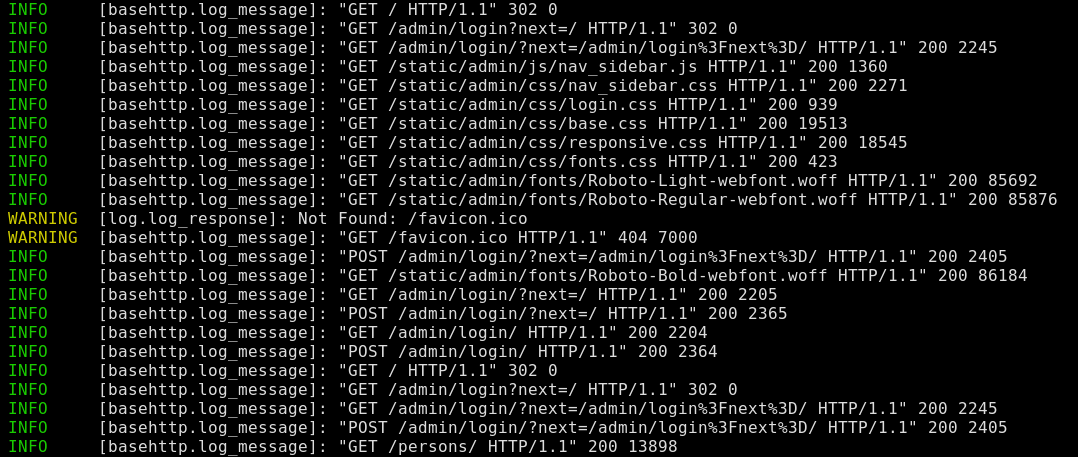 INFO     [basehttp.log_message]: "GET / HTTP/1.1" 302 0
INFO     [basehttp.log_message]: "GET /admin/login?next=/ HTTP/1.1" 302 0
INFO     [basehttp.log_message]: "GET /admin/login/?next=/admin/login%3Fnext%3D/ HTTP/1.1" 200 2245
INFO     [basehttp.log_message]: "GET /static/admin/js/nav_sidebar.js HTTP/1.1" 200 1360
INFO     [basehttp.log_message]: "GET /static/admin/css/nav_sidebar.css HTTP/1.1" 200 2271
INFO     [basehttp.log_message]: "GET /static/admin/css/login.css HTTP/1.1" 200 939
INFO     [basehttp.log_message]: "GET /static/admin/css/base.css HTTP/1.1" 200 19513
INFO     [basehttp.log_message]: "GET /static/admin/css/responsive.css HTTP/1.1" 200 18545
INFO     [basehttp.log_message]: "GET /static/admin/css/fonts.css HTTP/1.1" 200 423
INFO     [basehttp.log_message]: "GET /static/admin/fonts/Roboto-Light-webfont.woff HTTP/1.1" 200 85692
INFO     [basehttp.log_message]: "GET /static/admin/fonts/Roboto-Regular-webfont.woff HTTP/1.1" 200 85876
WARNING  [log.log_response]: Not Found: /favicon.ico
WARNING  [basehttp.log_message]: "GET /favicon.ico HTTP/1.1" 404 7000
INFO     [basehttp.log_message]: "POST /admin/login/?next=/admin/login%3Fnext%3D/ HTTP/1.1" 200 2405
INFO     [basehttp.log_message]: "GET /static/admin/fonts/Roboto-Bold-webfont.woff HTTP/1.1" 200 86184
INFO     [basehttp.log_message]: "GET /admin/login/?next=/ HTTP/1.1" 200 2205
INFO     [basehttp.log_message]: "POST /admin/login/?next=/ HTTP/1.1" 200 2365
INFO     [basehttp.log_message]: "GET /admin/login/ HTTP/1.1" 200 2204
INFO     [basehttp.log_message]: "POST /admin/login/ HTTP/1.1" 200 2364
INFO     [basehttp.log_message]: "GET / HTTP/1.1" 302 0
INFO     [basehttp.log_message]: "GET /admin/login?next=/ HTTP/1.1" 302 0
INFO     [basehttp.log_message]: "GET /admin/login/?next=/admin/login%3Fnext%3D/ HTTP/1.1" 200 2245
INFO     [basehttp.log_message]: "POST /admin/login/?next=/admin/login%3Fnext%3D/ HTTP/1.1" 200 2405
INFO     [basehttp.log_message]: "GET /persons/ HTTP/1.1" 200 13898